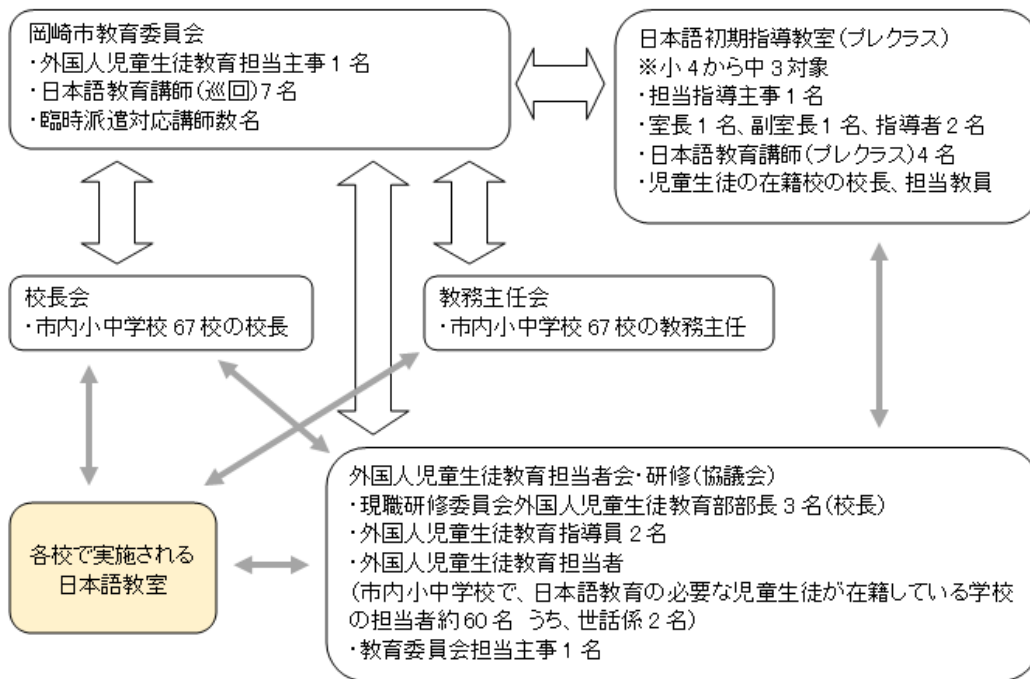 岡崎市教育委員会
・外国人児童生徒教育担当主事1名
・日本語教育講師(巡回)7名
・臨時派遣対応講師数名
日本語初期指導教室(プレクラス)
※小4から中3対象
・担当指導主事1名
・室長1名、副室長1名、指導者2名
・日本語教育講師(プレクラス)4名
・児童生徒の在籍校の校長、担当教員
校長会
・市内小中学校67校の校長
教務主任会
・市内小中学校67校の教務主任
各校で実施される
日本語教室
外国人児童生徒教育担当者会・研修(協議会)
・現職研修委員会外国人児童生徒教育部部長3名(校長)
・外国人児童生徒教育指導員2名
・外国人児童生徒教育担当者
(市内小中学校で、日本語教育の必要な児童生徒が在籍している学校
の担当者約60名 うち、世話係2名)
・教育委員会担当主事1名